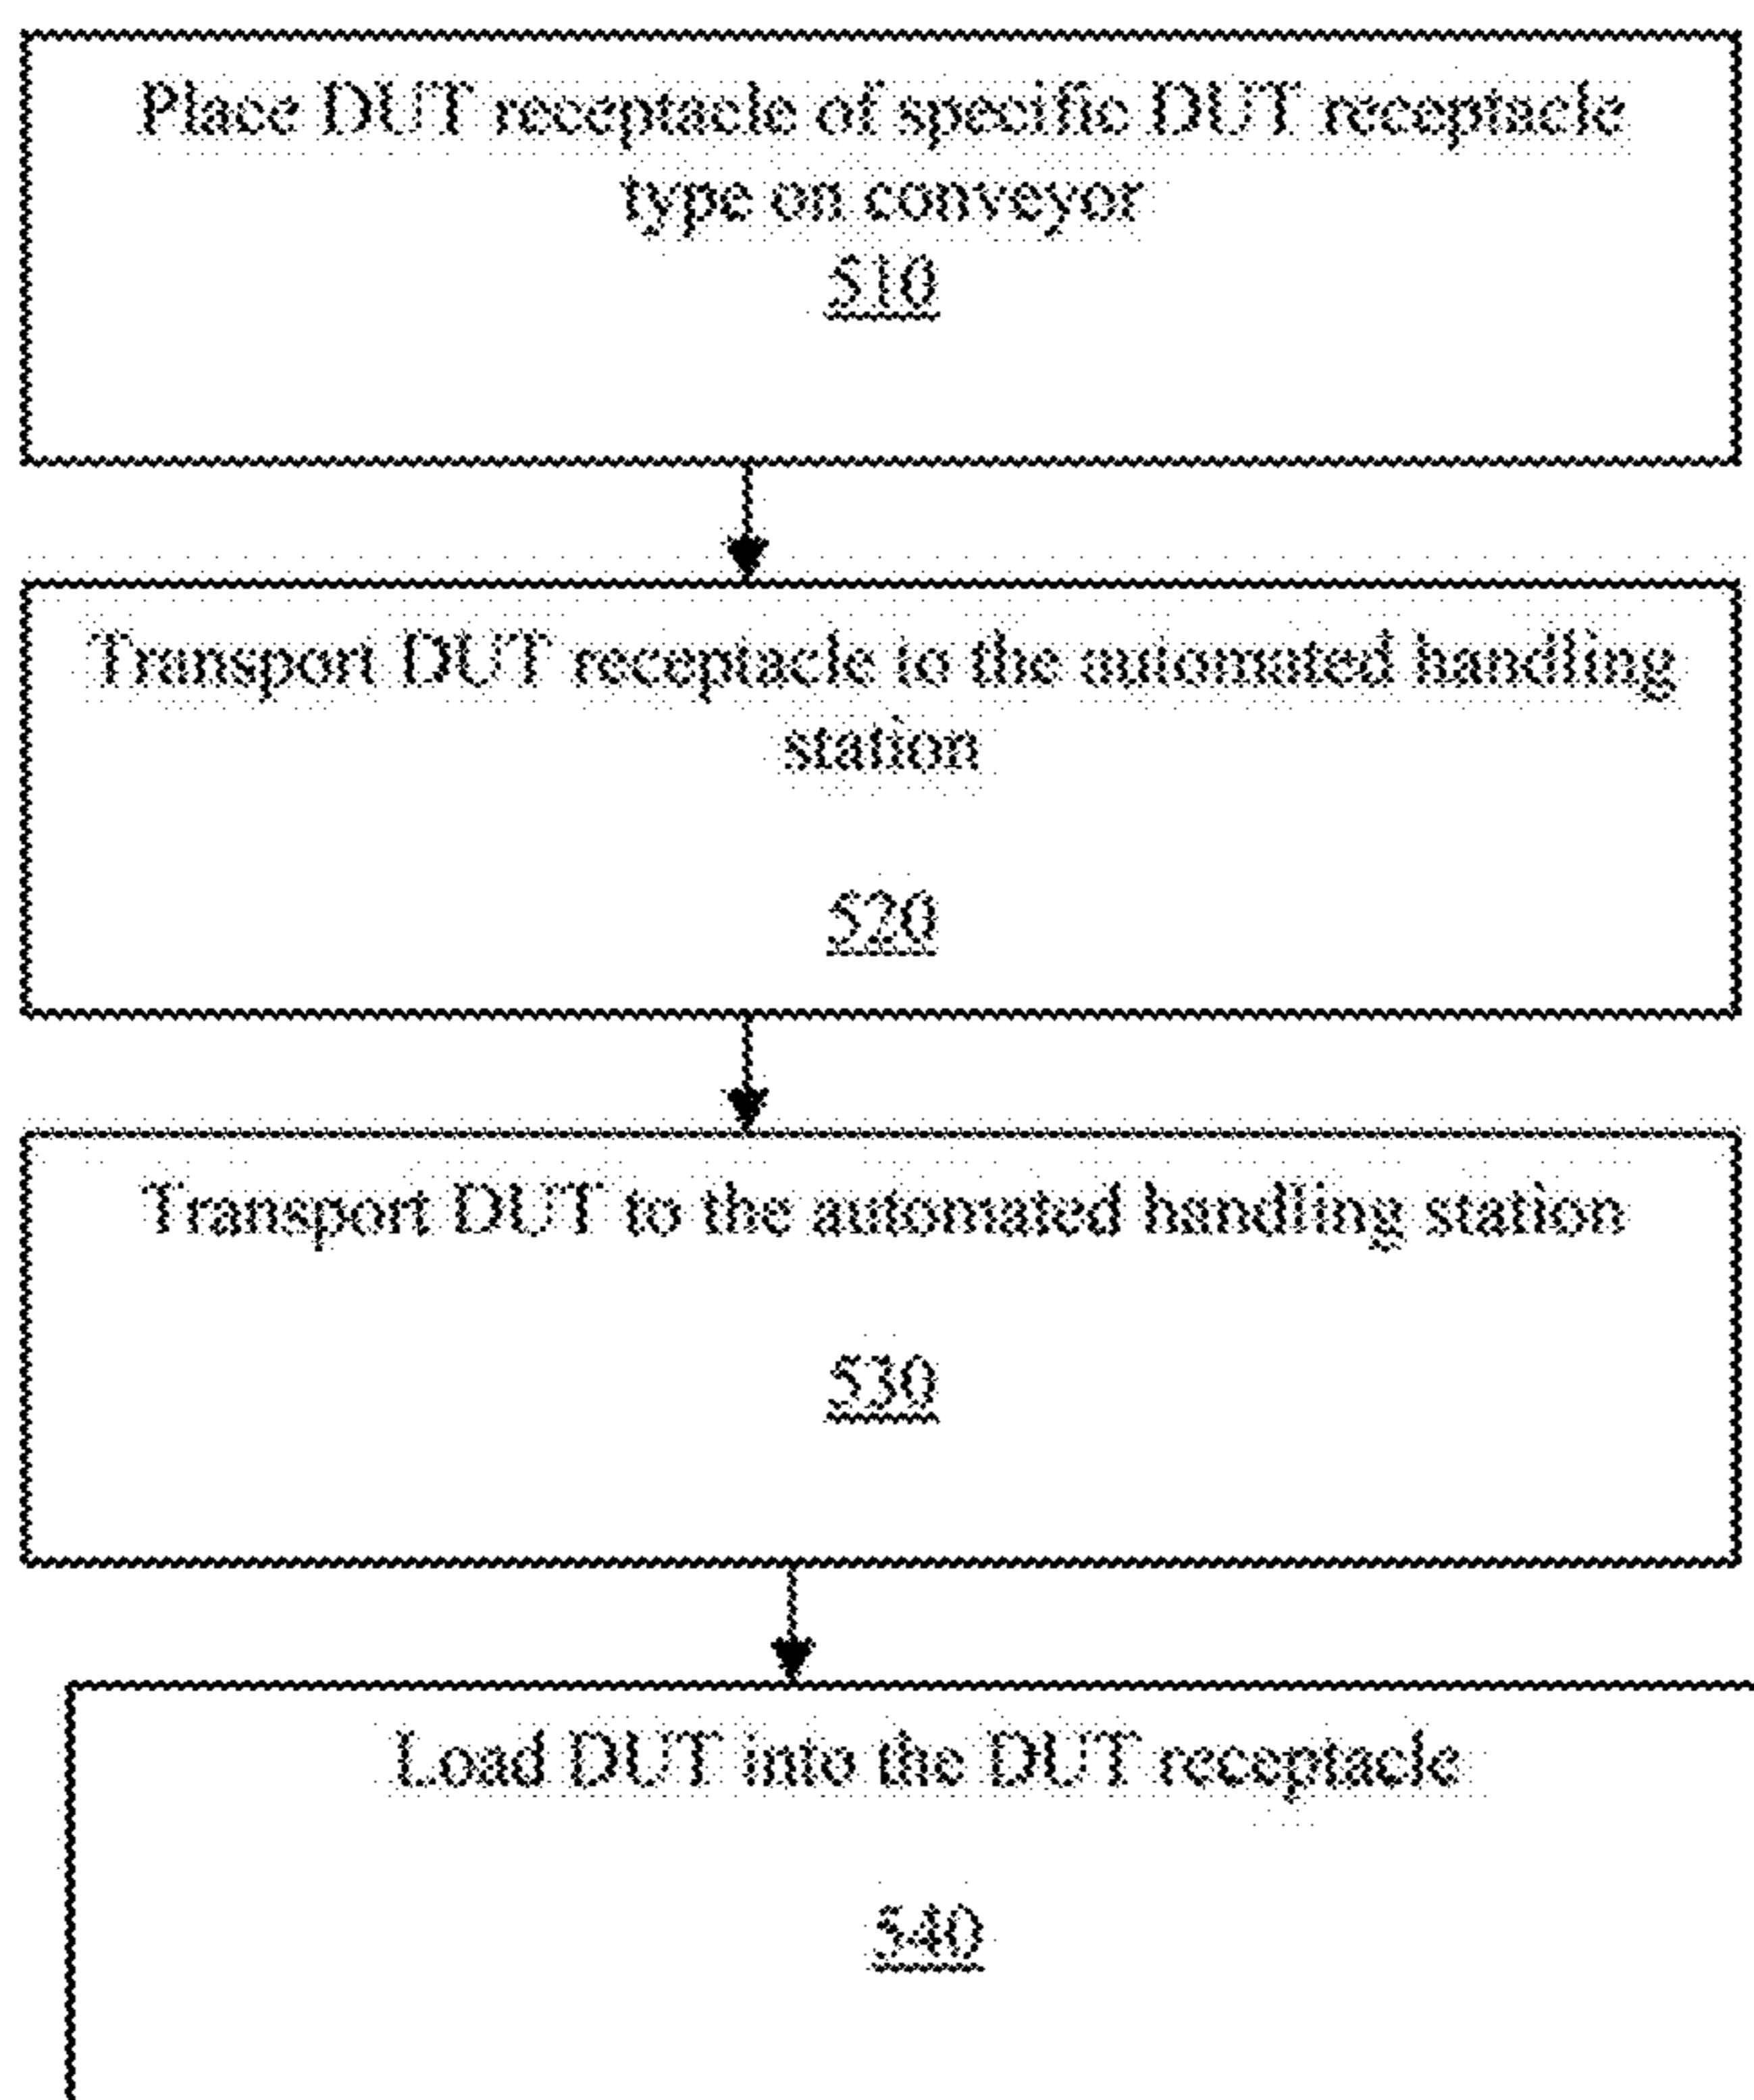 Place DUT receptacle of specific DUT receptacle
type on conveyor
510
Transport DUT receptacle to the automated handling
station
520
Transport DUT to the automated handling station
530
Load DUT into the DUT receptacle
540